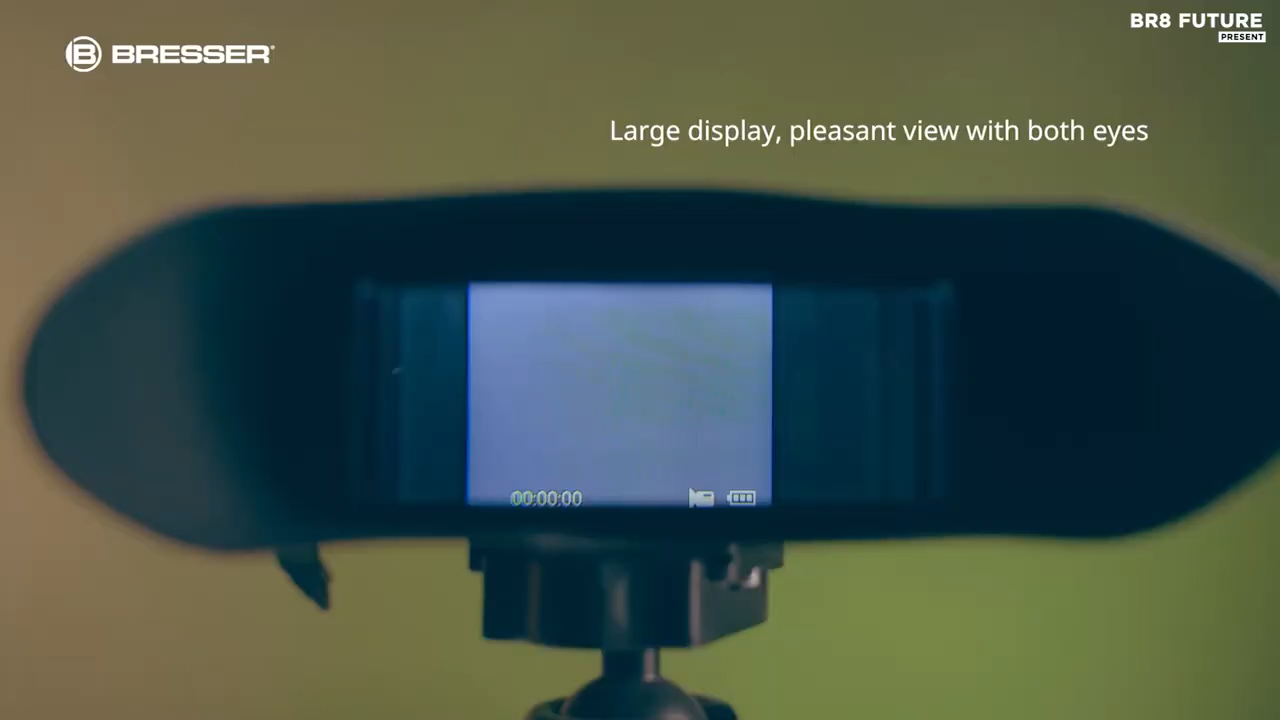 BR8 FUTURE
PRESENT
BRESSER
Large display, pleasant view with both eyes
00:00:00